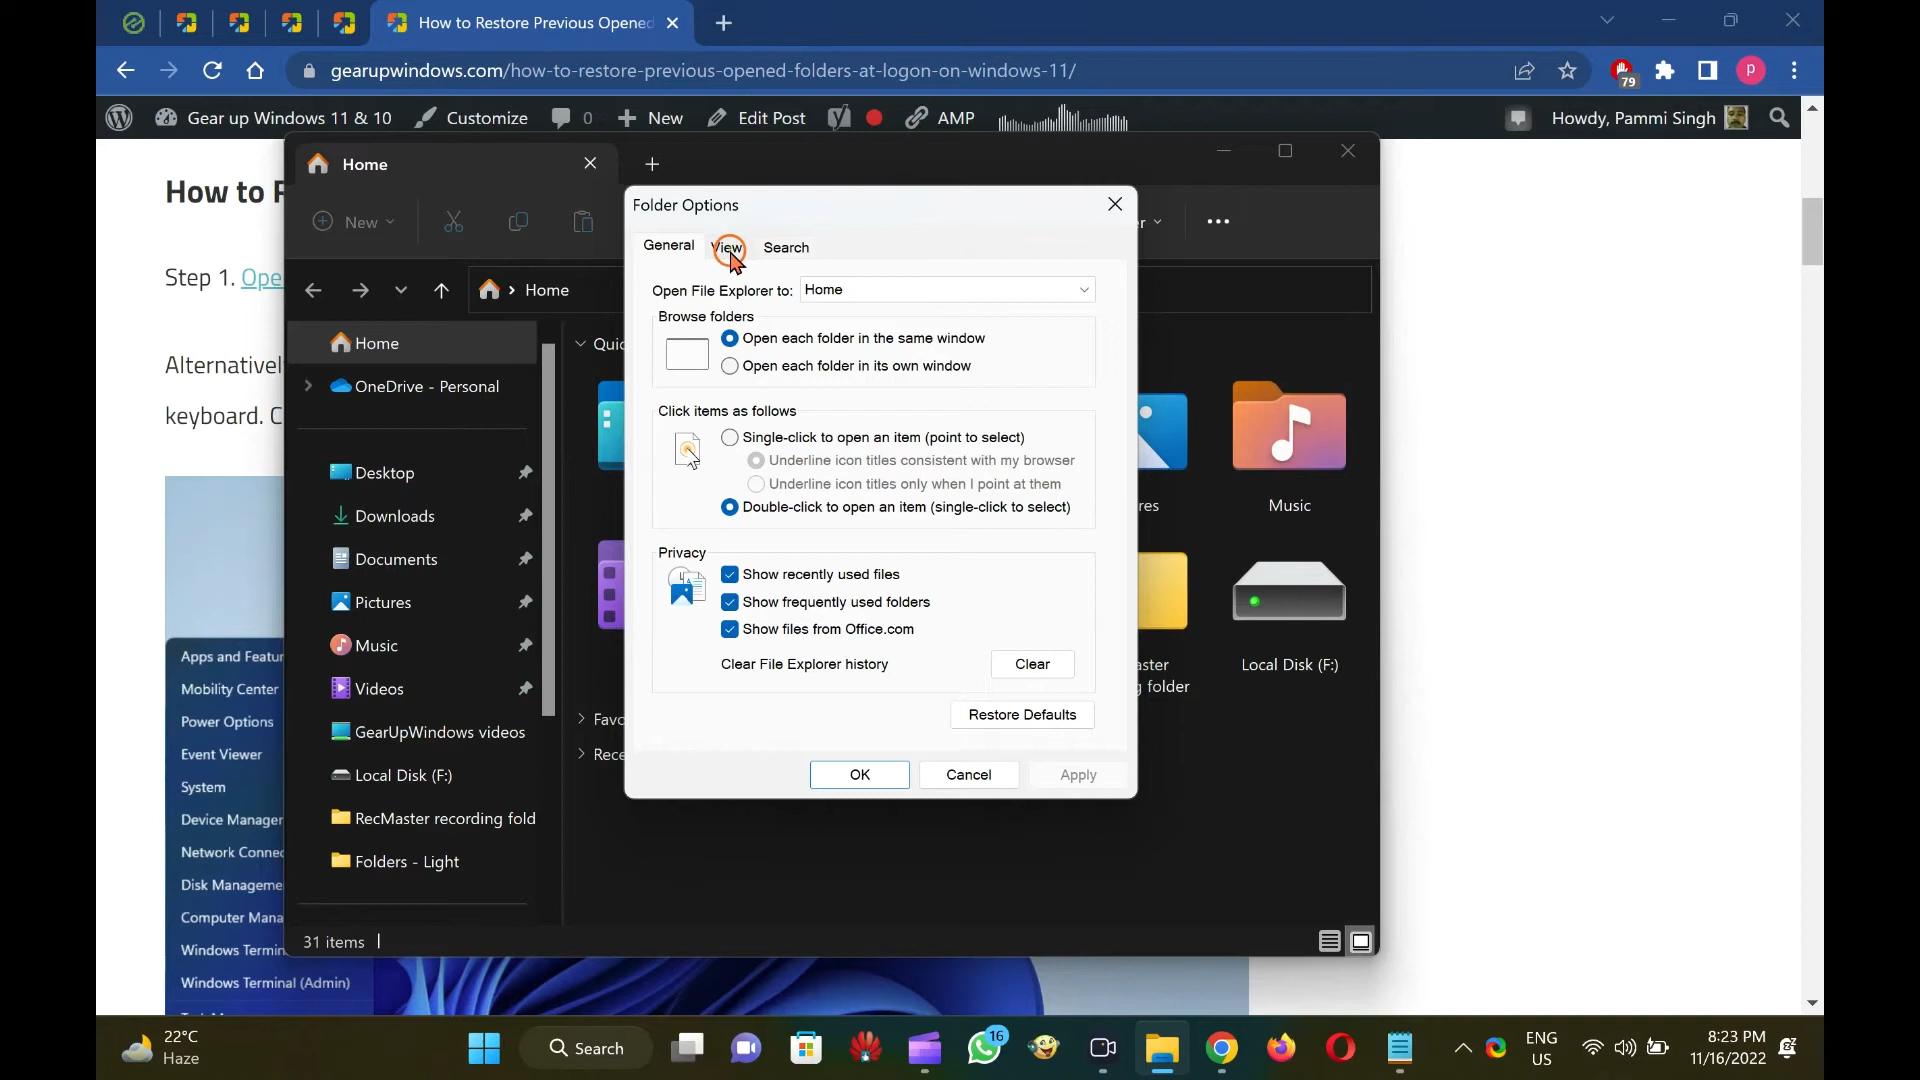 How to Restore Previous Opened
gearupwindows.com/how-to-restore-previous-opened-folders-at-logon-on-windows-11/
79
P
Gear up Windows 11 & 10
Customize
0
New
Edit Post
AMP
Howdy, Pammi Singh
How to
Step 1. Ope
Alternativel
keyboard. C
Home
New
Home
Home
OneDrive - Personal
Desktop
Downloads
Documents
Pictures
Music
Videos
GearUpWindows videos
Local Disk (F:)
RecMaster recording fold
Folders - Light
31 items
Quic
Favo
Rece
res
Music
aster
g folder
Local Disk (F:)
Folder Options
General
View
Search
Open File Explorer to:
Home
Browse folders
Open each folder in the same window
Open each folder in its own window
Click items as follows
Single-click to open an item (point to select)
Underline icon titles consistent with my browser
Underline icon titles only when I point at them
Double-click to open an item (single-click to select)
Privacy
Show recently used files
Show frequently used folders
Show files from Office.com
Clear File Explorer history
Clear
Restore Defaults
OK
Cancel
Apply
Apps and Featur
Mobility Center
Power Options
Event Viewer
System
Device Manager
Network Connec
Disk Manageme
Computer Mana
Windows Termin
Windows Terminal (Admin)
22°C
Haze
Search
16
ENG
US
8:23 PM
11/16/2022